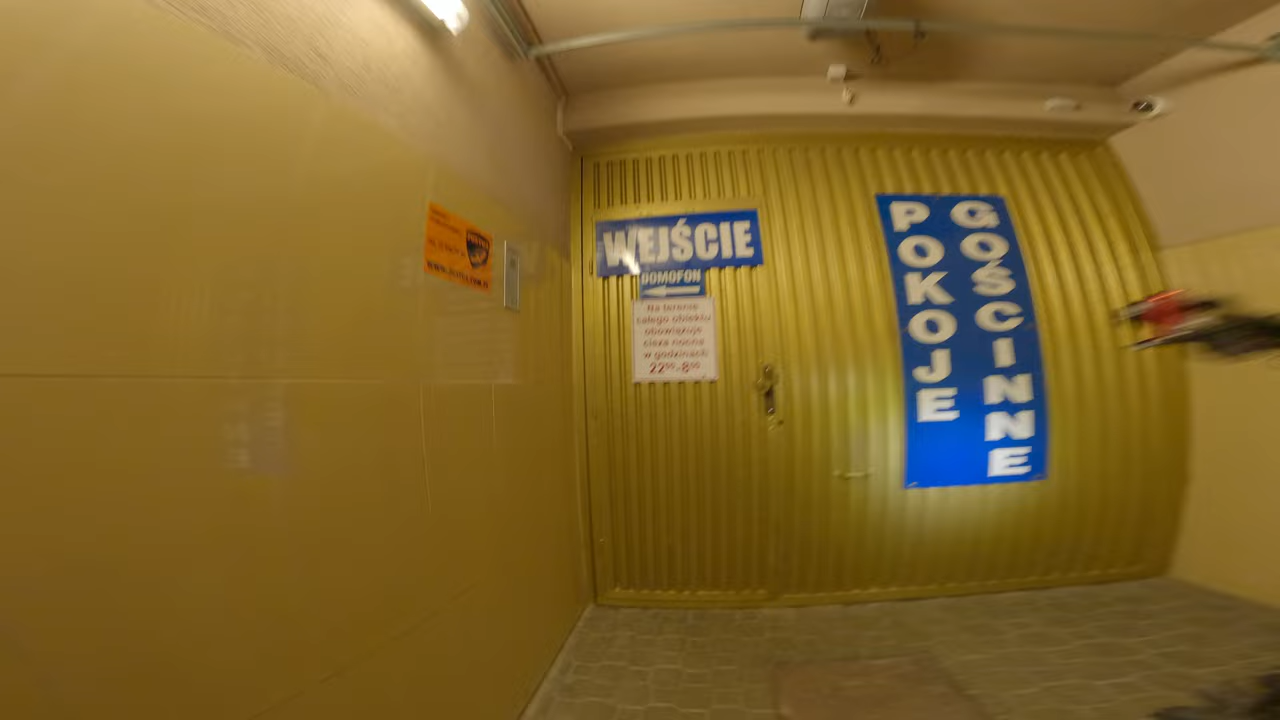 WEJŚCIE
DOMOFON
Na terenie
całego obiektu
obowiązuje
cisza nocna
w godzinach
22⁰⁰-8⁰⁰
POKOJE
GOŚCINNE